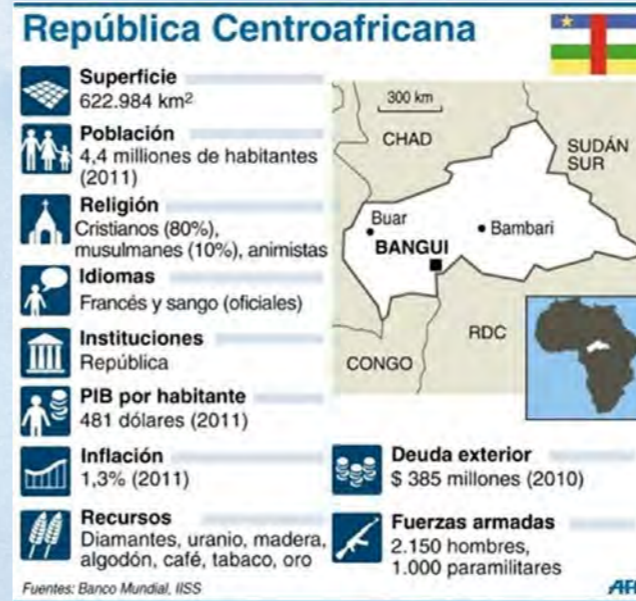 República Centroafricana
Superficie
622.984 km²
Población
4,4 milliones de habitantes
(2011)
Religión
Cristianos (80%),
musulmanes (10%), animistas
Idiomas
Francés y sango (oficiales)
Instituciones
República
PIB por habitante
481 dólares (2011)
Inflación
1,3% (2011)
Recursos
Diamantes, uranio, madera,
algodón, café, tabaco, oro
300 km
CHAD
SUDÁN
SUR
Buar
Bambari
BANGUI
RDC
CONGO
Deuda exterior
$ 385 millones (2010)
Fuerzas armadas
2.150 hombres,
1.000 paramilitares
Fuentes: Banco Mundial, IISS